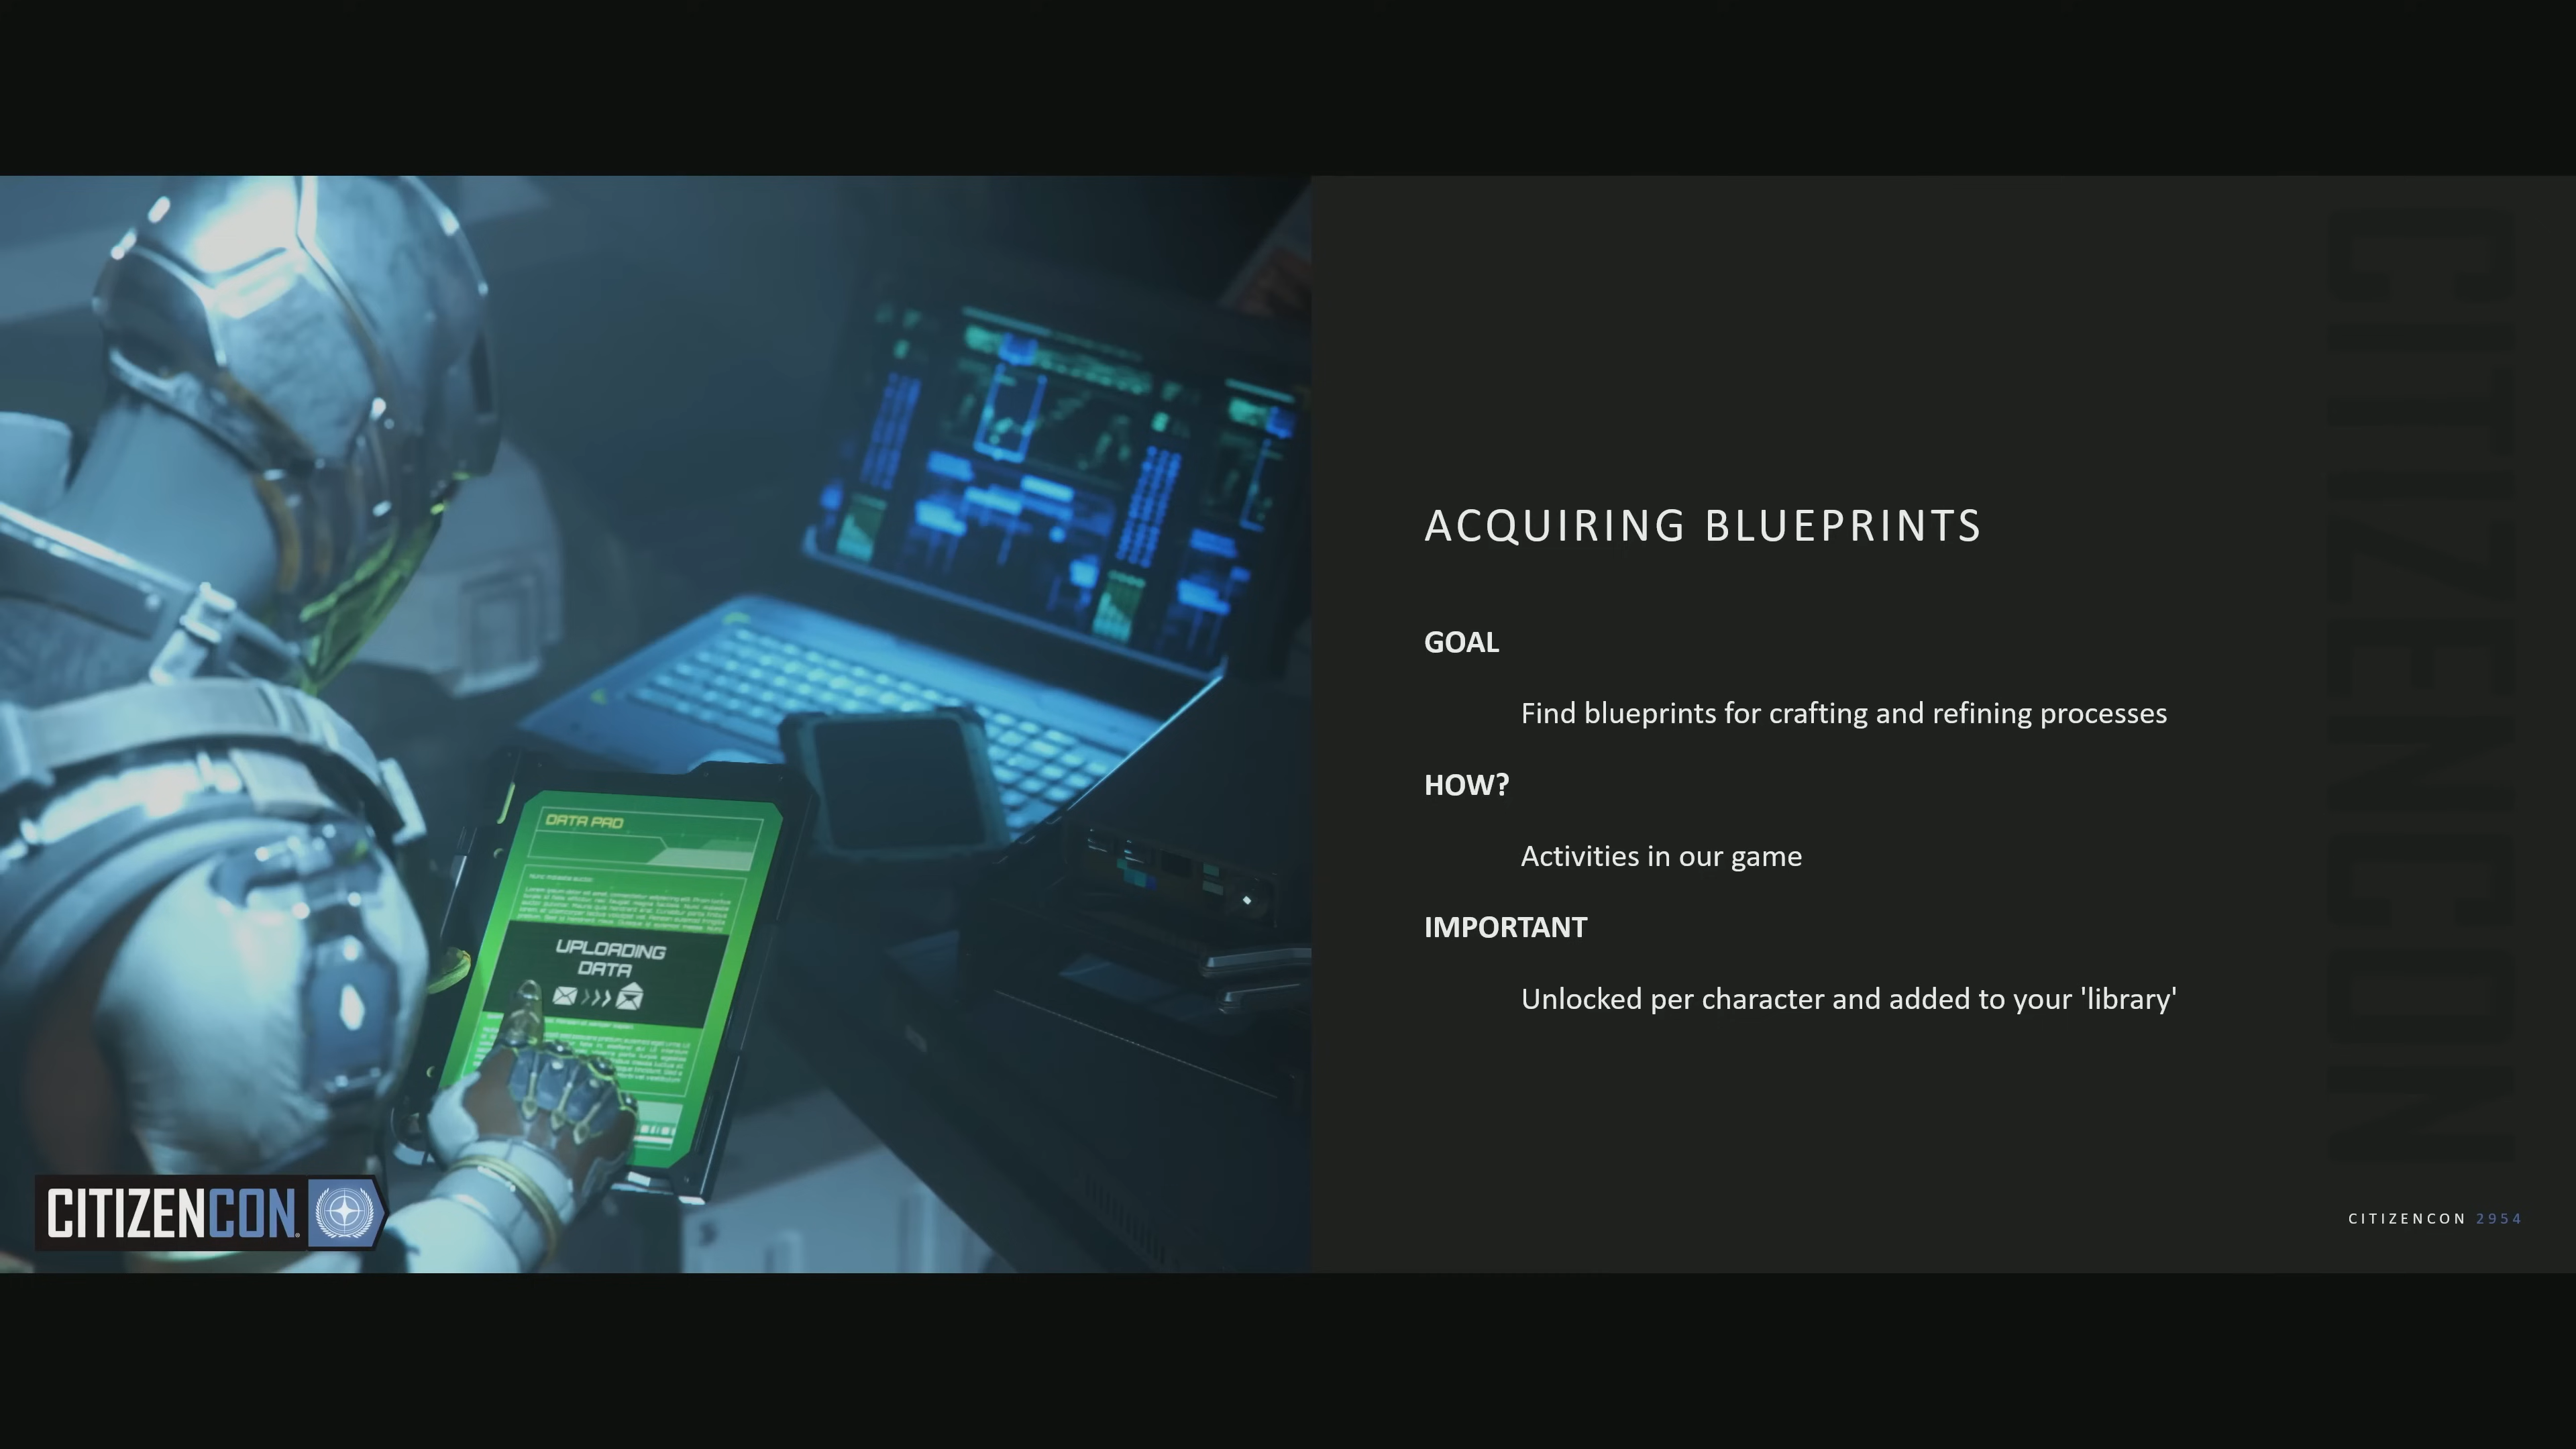 ACQUIRING BLUEPRINTS
GOAL
Find blueprints for crafting and refining processes
HOW?
Activities in our game
IMPORTANT
Unlocked per character and added to your 'library'
DATA PAD
UPLOADING
DATA
CITIZENCON
CITIZENCON 2954
CITIZENCON